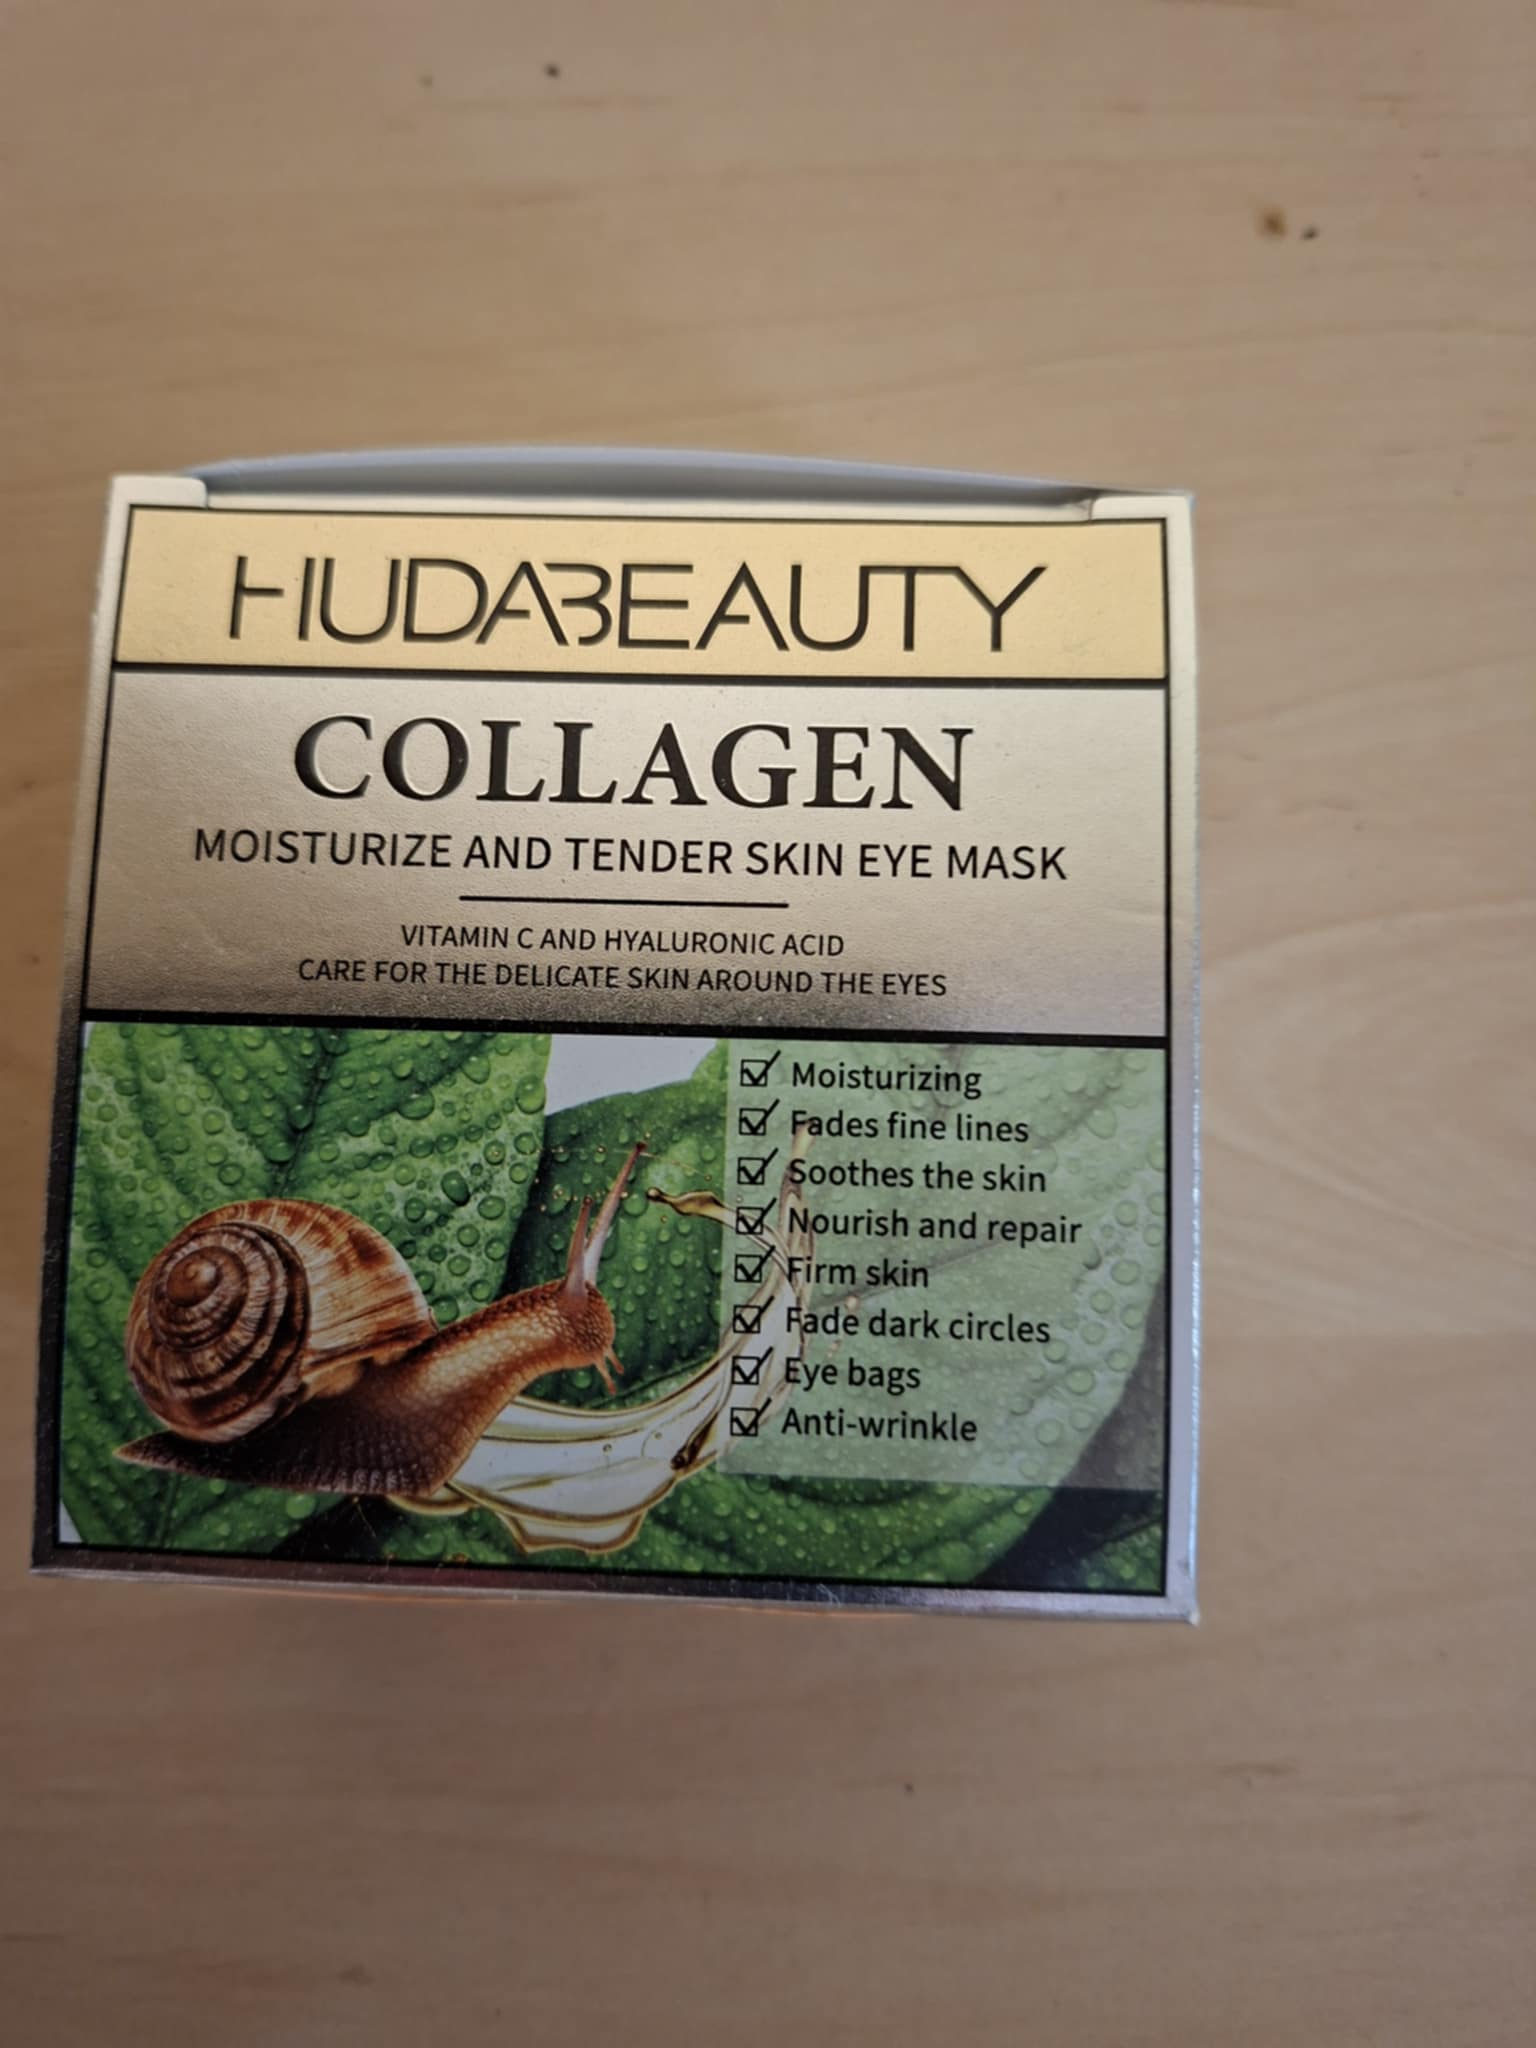 HUDABEAUTY
COLLAGEN
MOISTURIZE AND TENDER SKIN EYE MASK
VITAMIN C AND HYALURONIC ACID
CARE FOR THE DELICATE SKIN AROUND THE EYES
Moisturizing
Fades fine lines
Soothes the skin
Nourish and repair
Firm skin
Fade dark circles
Eye bags
Anti-wrinkle